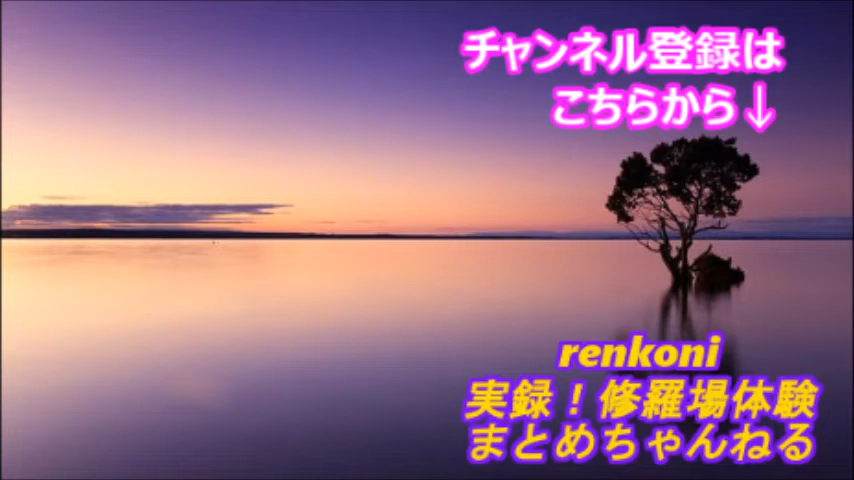 チャンネル登録は
こちらから↓
renkoni
実録！修羅場体験
まとめちゃんねる